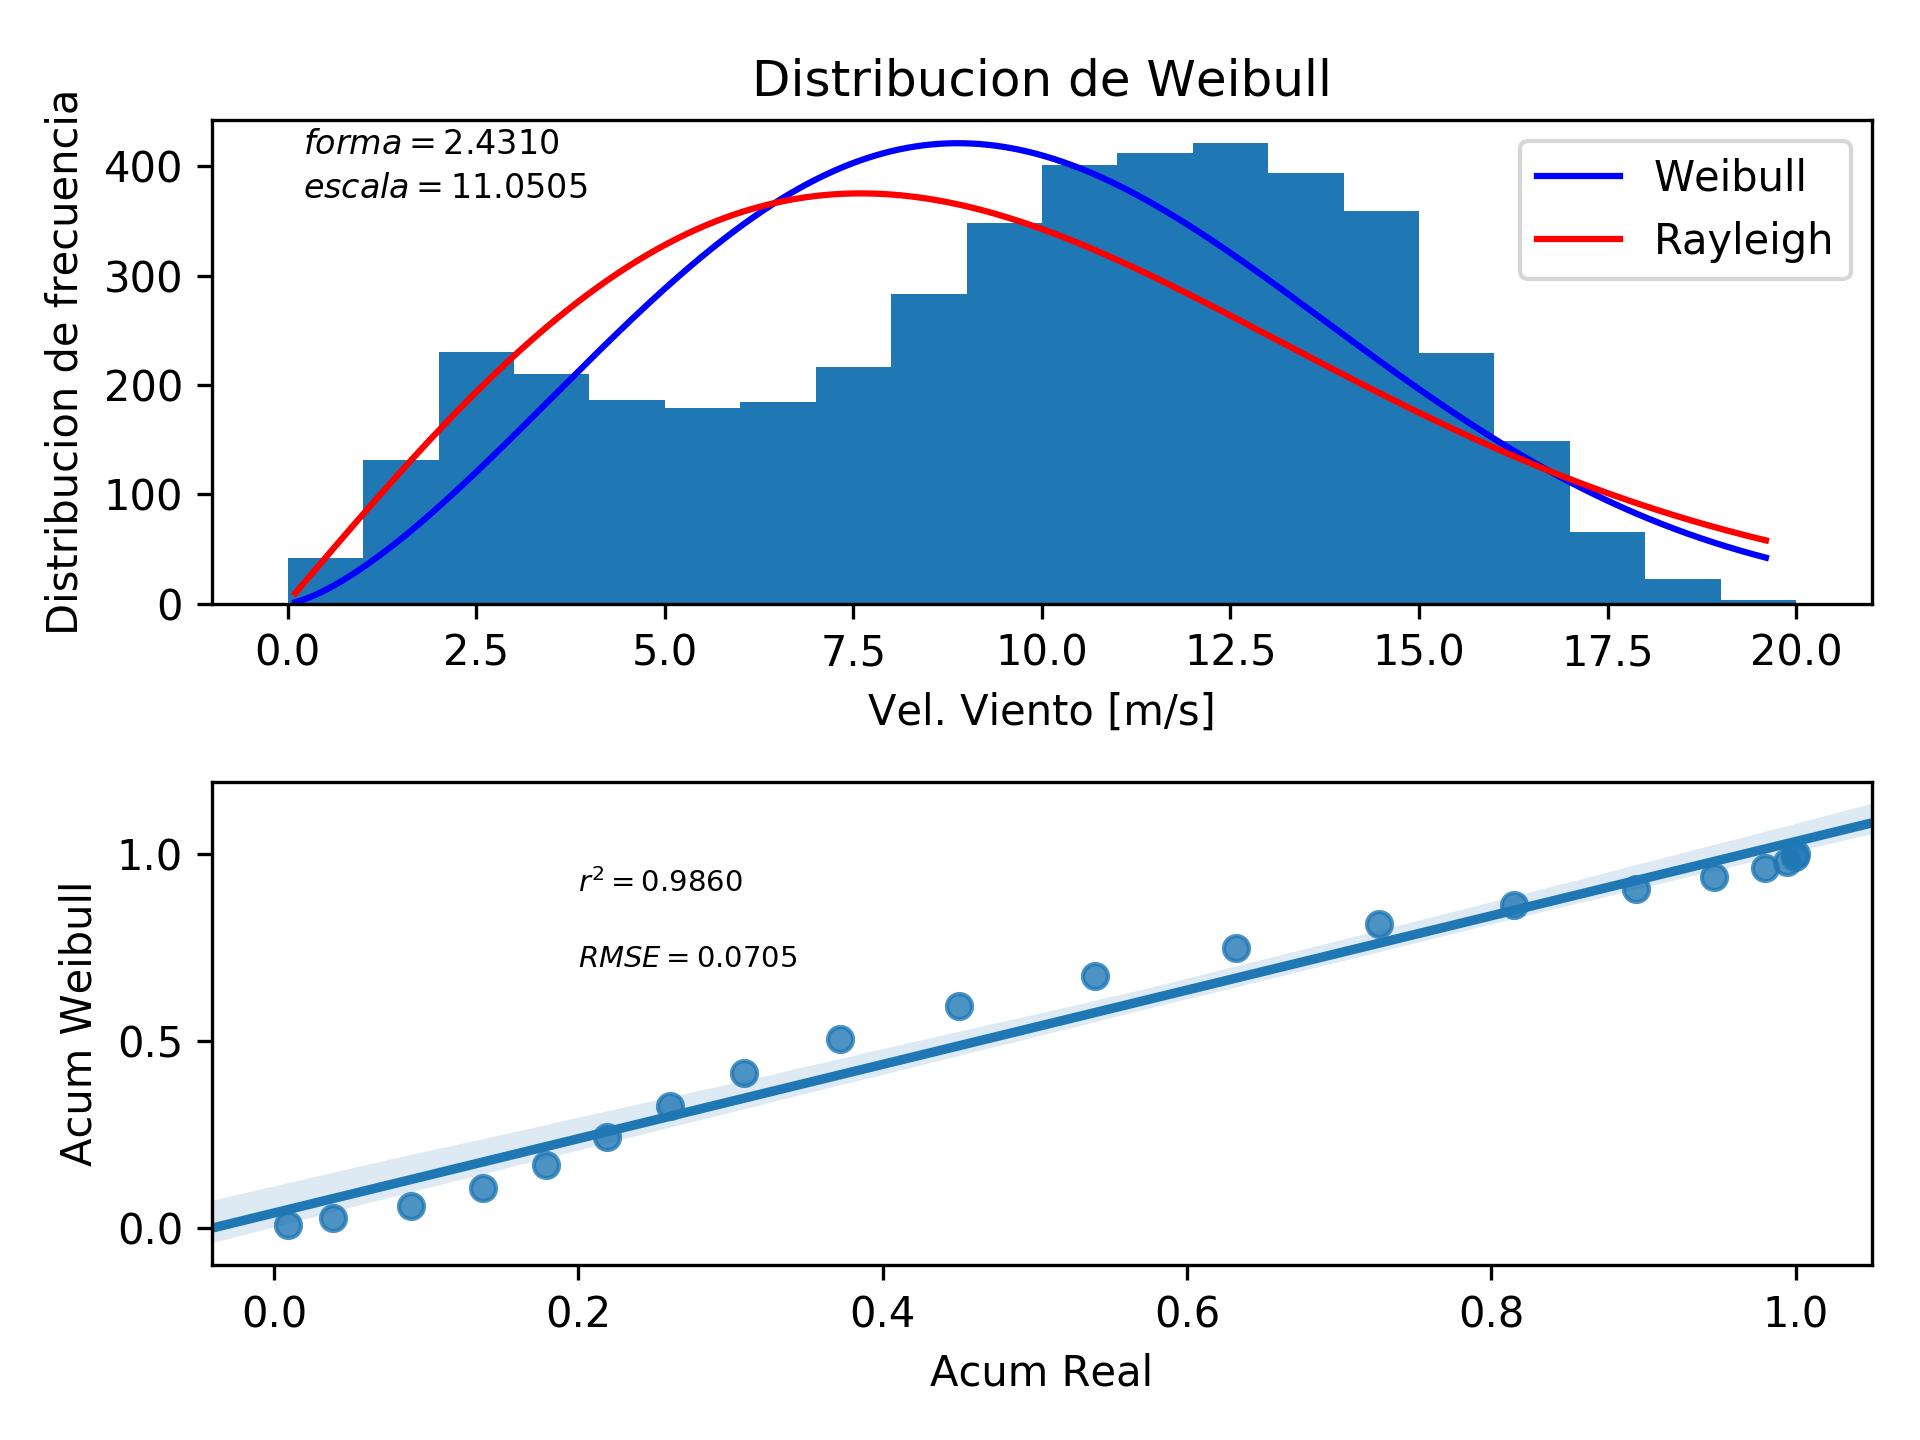 Distribucion de Weibull
forma = 2.4310
escala = 11.0505
Weibull
Rayleigh
Distribucion de frecuencia
400
300
200
100
0
0.0 2.5 5.0 7.5 10.0 12.5 15.0 17.5 20.0
Vel. Viento [m/s]
r² = 0.9860
RMSE = 0.0705
Acum Weibull
1.0
0.5
0.0
0.0 0.2 0.4 0.6 0.8 1.0
Acum Real